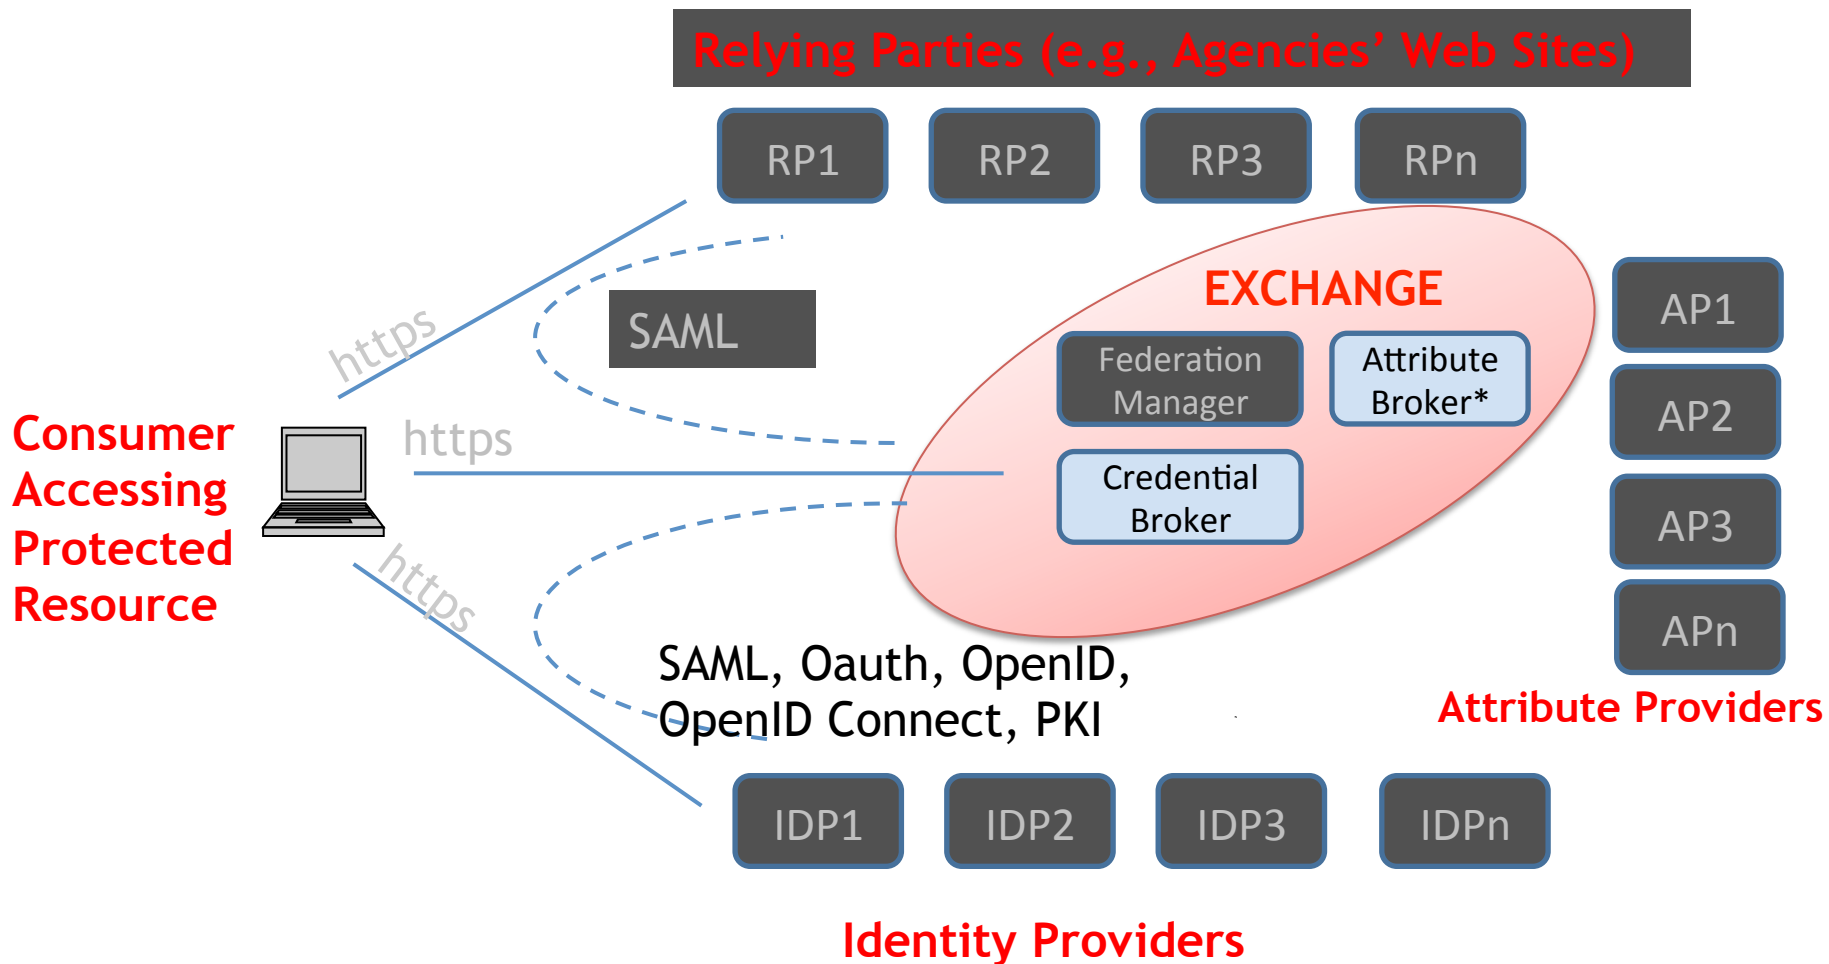 Relying Parties (e.g., Agencies’ Web Sites)
RP1
RP2
RP3
RPn
EXCHANGE
SAML
https
Federation
Manager
Attribute
Broker*
AP1
AP2
AP3
APn
Attribute Providers
Consumer
Accessing
Protected
Resource
https
Credential
Broker
https
SAML, Oauth, OpenID,
OpenID Connect, PKI
IDP1
IDP2
IDP3
IDPn
Identity Providers